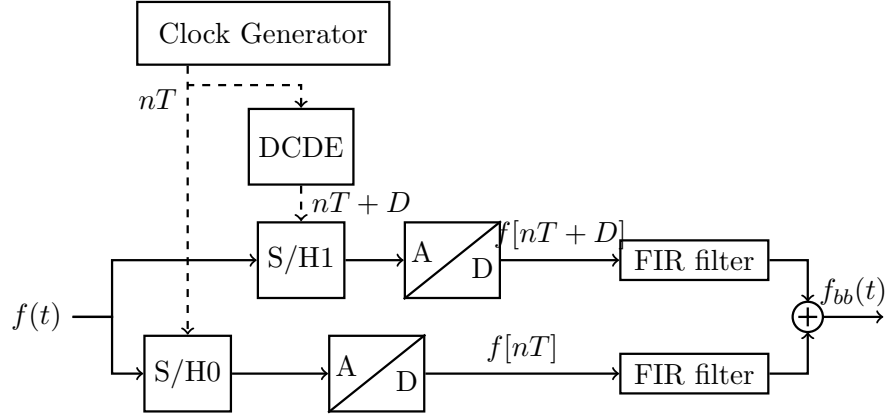 Clock Generator
nT
DCDE
nT + D
S/H1
A
D
f[nT + D]
FIR filter
f(t)
f_{bb}(t)
+
S/H0
A
D
f[nT]
FIR filter